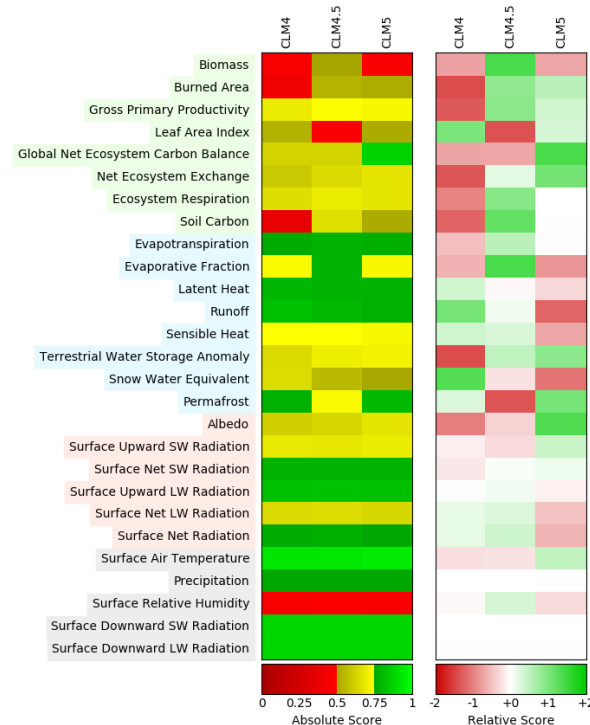 CLM4 CLM4.5 CLM5 CLM4 CLM4.5 CLM5
Biomass
Burned Area
Gross Primary Productivity
Leaf Area Index
Global Net Ecosystem Carbon Balance
Net Ecosystem Exchange
Ecosystem Respiration
Soil Carbon
Evapotranspiration
Evaporative Fraction
Latent Heat
Runoff
Sensible Heat
Terrestrial Water Storage Anomaly
Snow Water Equivalent
Permafrost
Albedo
Surface Upward SW Radiation
Surface Net SW Radiation
Surface Upward LW Radiation
Surface Net LW Radiation
Surface Net Radiation
Surface Air Temperature
Precipitation
Surface Relative Humidity
Surface Downward SW Radiation
Surface Downward LW Radiation
0 0.25 0.5 0.75 1 -2 -1 +0 +1 +2
Absolute Score Relative Score